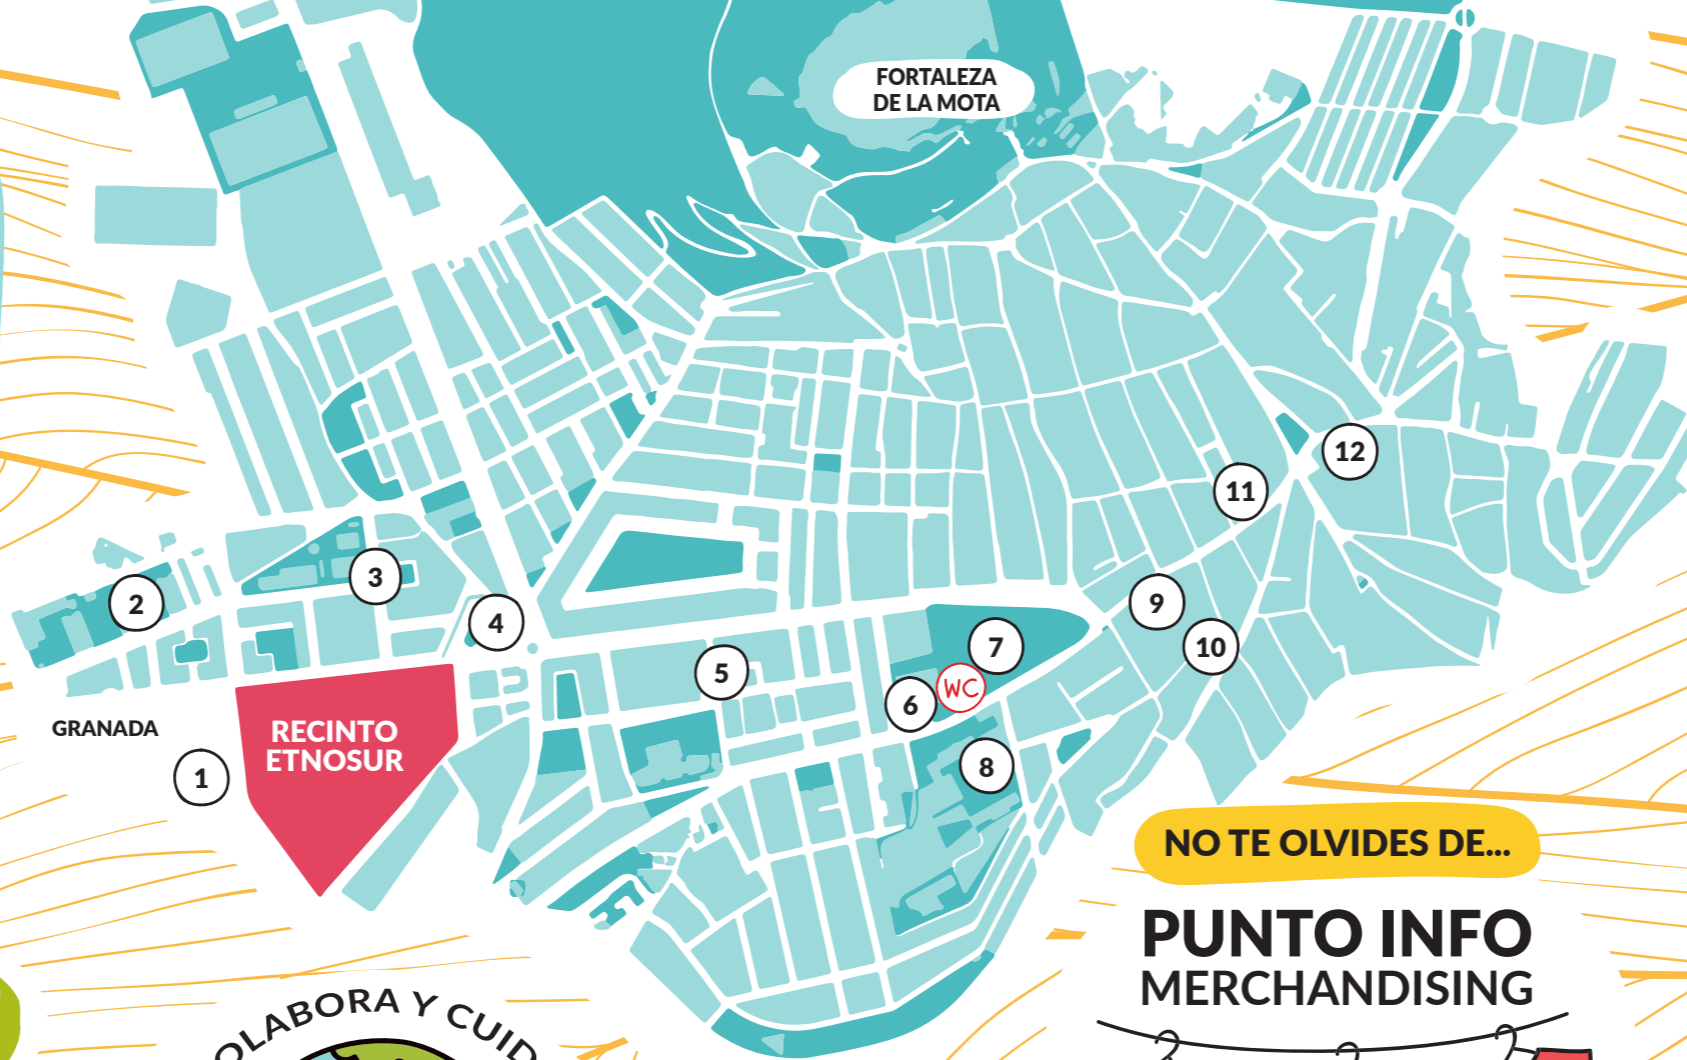 FORTALEZA
DE LA MOTA
12
11
3
2
9
4
10
7
5
WC
6
GRANADA
RECINTO
ETNOSUR
8
1
NO TE OLVIDES DE...
PUNTO INFO
MERCHANDISING
OLABORA Y CUID